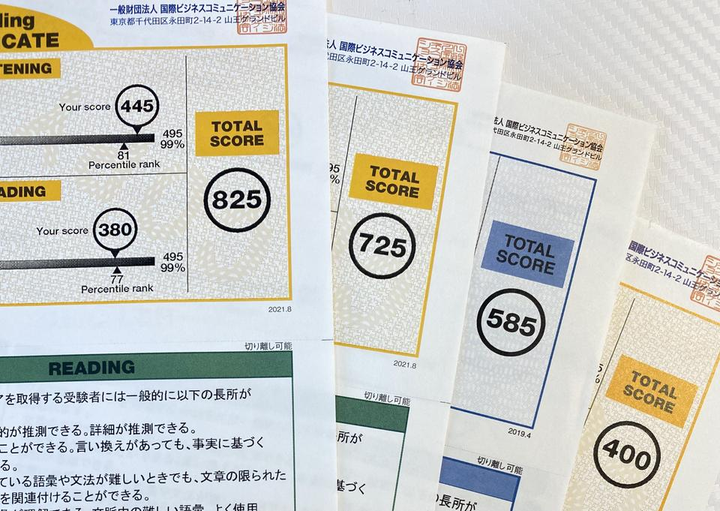 ding
CATE
一般財団法人 国際ビジネスコミュニケーション協会
東京都千代田区永田町2-14-2 山王グランドビル
TENING
Your score
445
495
99%
81
Percentile rank
TOTAL
SCORE
825
ADING
Your score
380
495
99%
77
Percentile rank
2021.8
切り離し可能
READING
アを取得する受験者には一般的に以下の長所が
的が推測できる。詳細が推測できる。
ことができる。言い換えがあっても、事実に基づく
る。
ている語彙や文法が難しいときでも、文章の限られた
を関連付けることができる。
人 国際ビジネスコミュニケーション協会
代田区永田町2-14-2 山王グランドビル
TOTAL
SCORE
725
2021.8
切り離し可能
所が
基づく
法人 国際ビジネスコミュニケーション協会
代田区永田町2-14-2 山王グランドビル
TOTAL
SCORE
585
2019.4
切り離し可能
の長所が
国際ビジネスコミュニケーション
区永田町2-14-2 山王グラン
TOTAL
SCORE
400